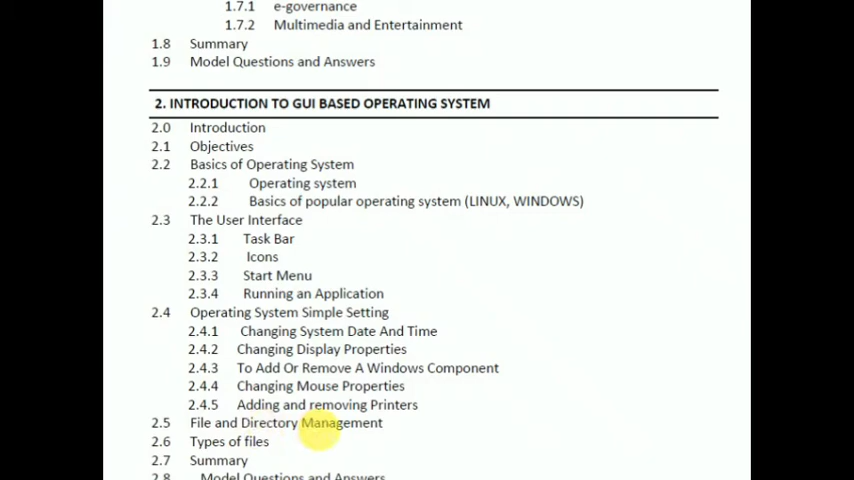 1.7.1 e-governance
1.7.2 Multimedia and Entertainment
1.8 Summary
1.9 Model Questions and Answers
2. INTRODUCTION TO GUI BASED OPERATING SYSTEM
2.0 Introduction
2.1 Objectives
2.2 Basics of Operating System
2.2.1 Operating system
2.2.2 Basics of popular operating system (LINUX, WINDOWS)
2.3 The User Interface
2.3.1 Task Bar
2.3.2 Icons
2.3.3 Start Menu
2.3.4 Running an Application
2.4 Operating System Simple Setting
2.4.1 Changing System Date And Time
2.4.2 Changing Display Properties
2.4.3 To Add Or Remove A Windows Component
2.4.4 Changing Mouse Properties
2.4.5 Adding and removing Printers
2.5 File and Directory Management
2.6 Types of files
2.7 Summary
2.8 Model Questions and Answers